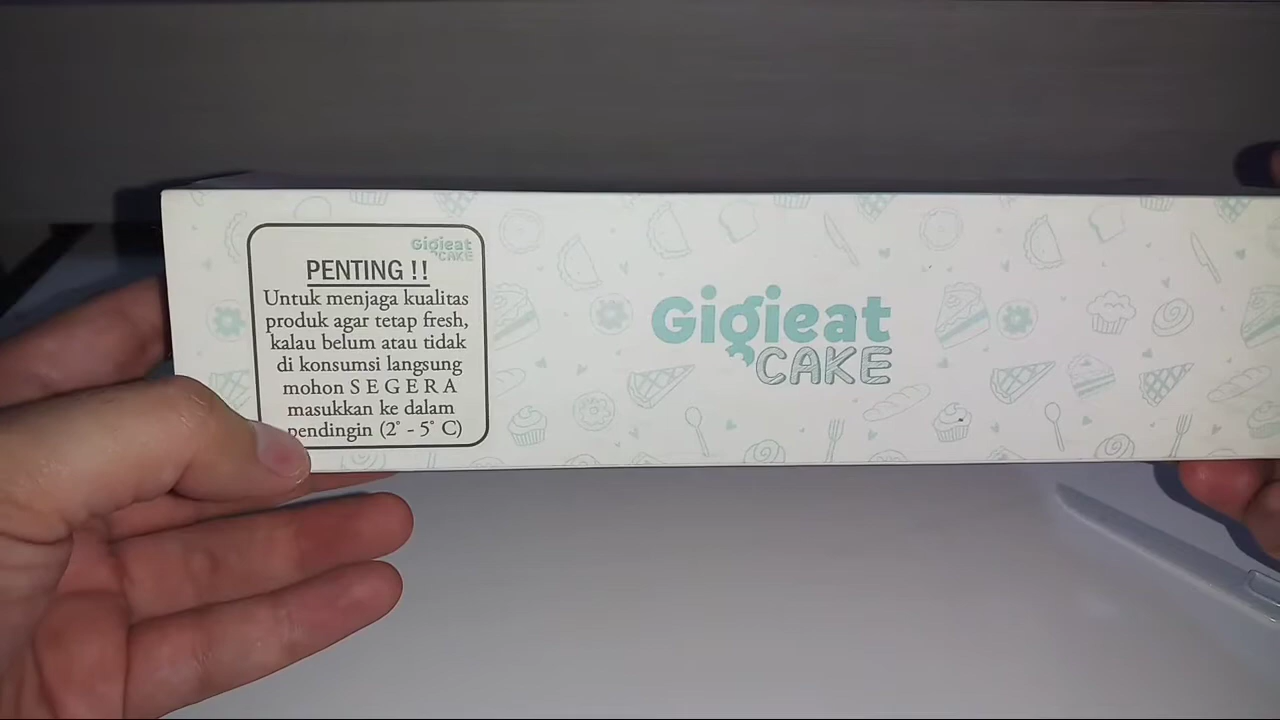 Gigieat
CAKE
PENTING !!
Untuk menjaga kualitas
produk agar tetap fresh,
kalau belum atau tidak
di konsumsi langsung
mohon S E G E R A
masukkan ke dalam
pendingin (2° - 5° C)
Gigieat
CAKE